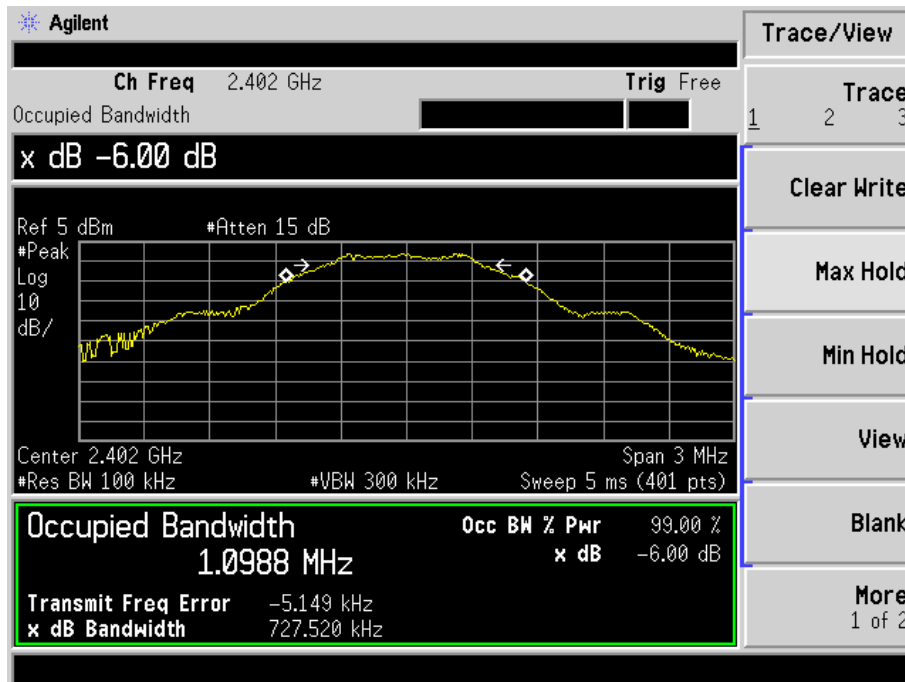 Agilent
Trace/View
Ch Freq 2.402 GHz Trig Free
Occupied Bandwidth
Trace
1 2 3
x dB -6.00 dB
Clear Write
Ref 5 dBm #Atten 15 dB
#Peak
Log
10
dB/
Max Hold
Min Hold
View
Center 2.402 GHz Span 3 MHz
#Res BW 100 kHz #VBW 300 kHz Sweep 5 ms (401 pts)
Occupied Bandwidth Occ BW % Pwr 99.00 %
1.0988 MHz x dB -6.00 dB
Transmit Freq Error -5.149 kHz
x dB Bandwidth 727.520 kHz
Blank
More
1 of 2